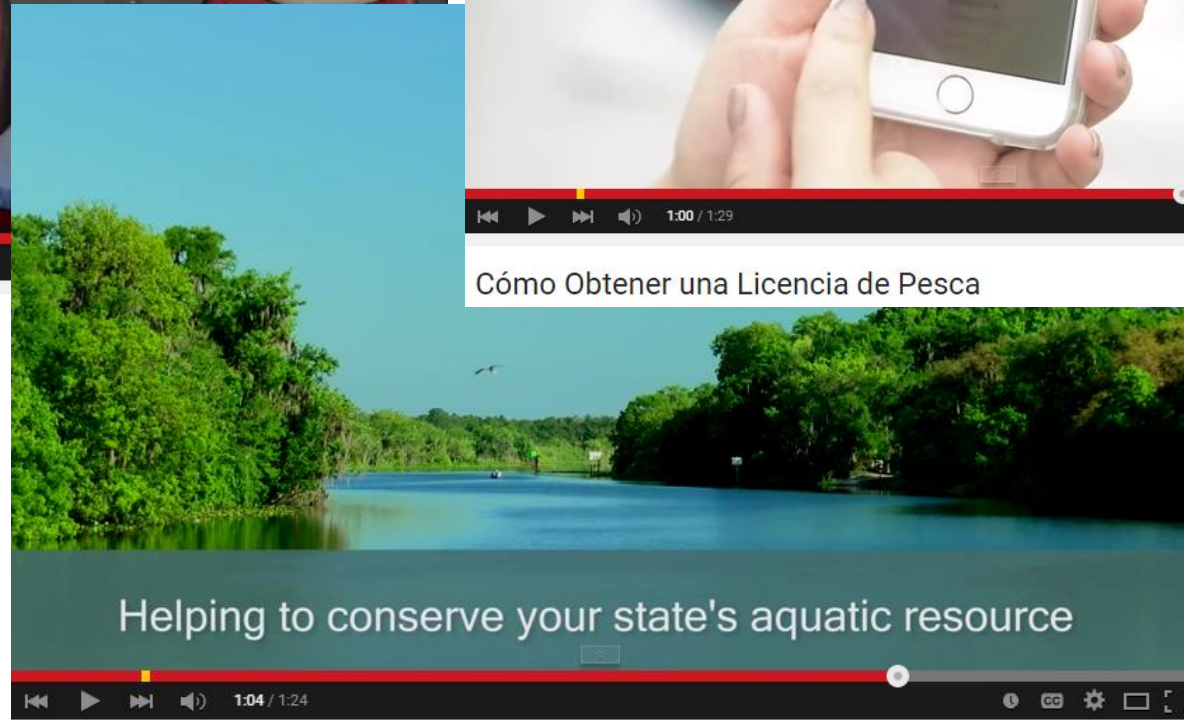 1:00 / 1:29
Cómo Obtener una Licencia de Pesca
Helping to conserve your state's aquatic resource
1:04 / 1:24
CC